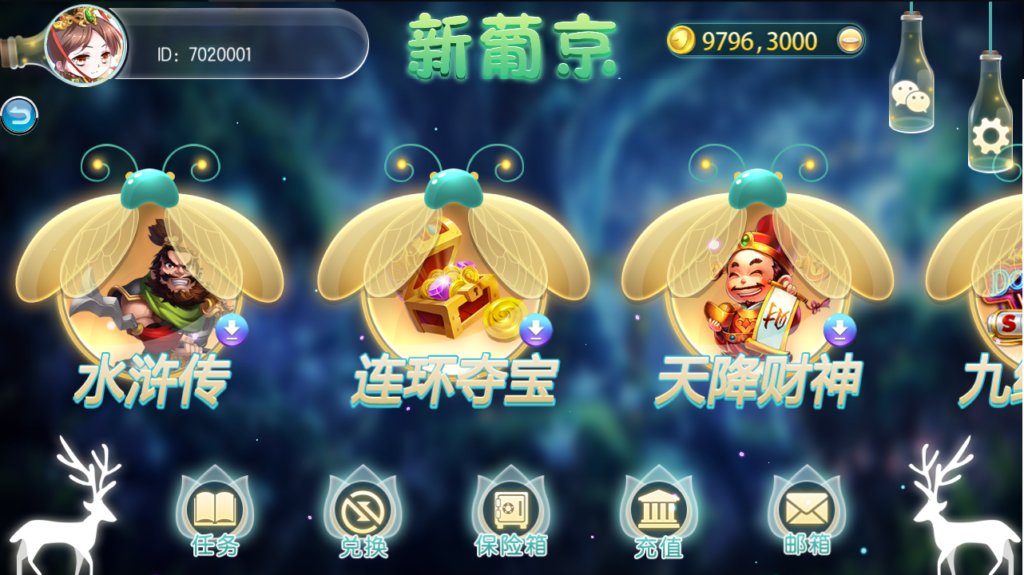 ID：7020001
新葡京
9796,3000
水浒传
连环夺宝
天降财神
九
任务
兑换
保险箱
充值
邮箱